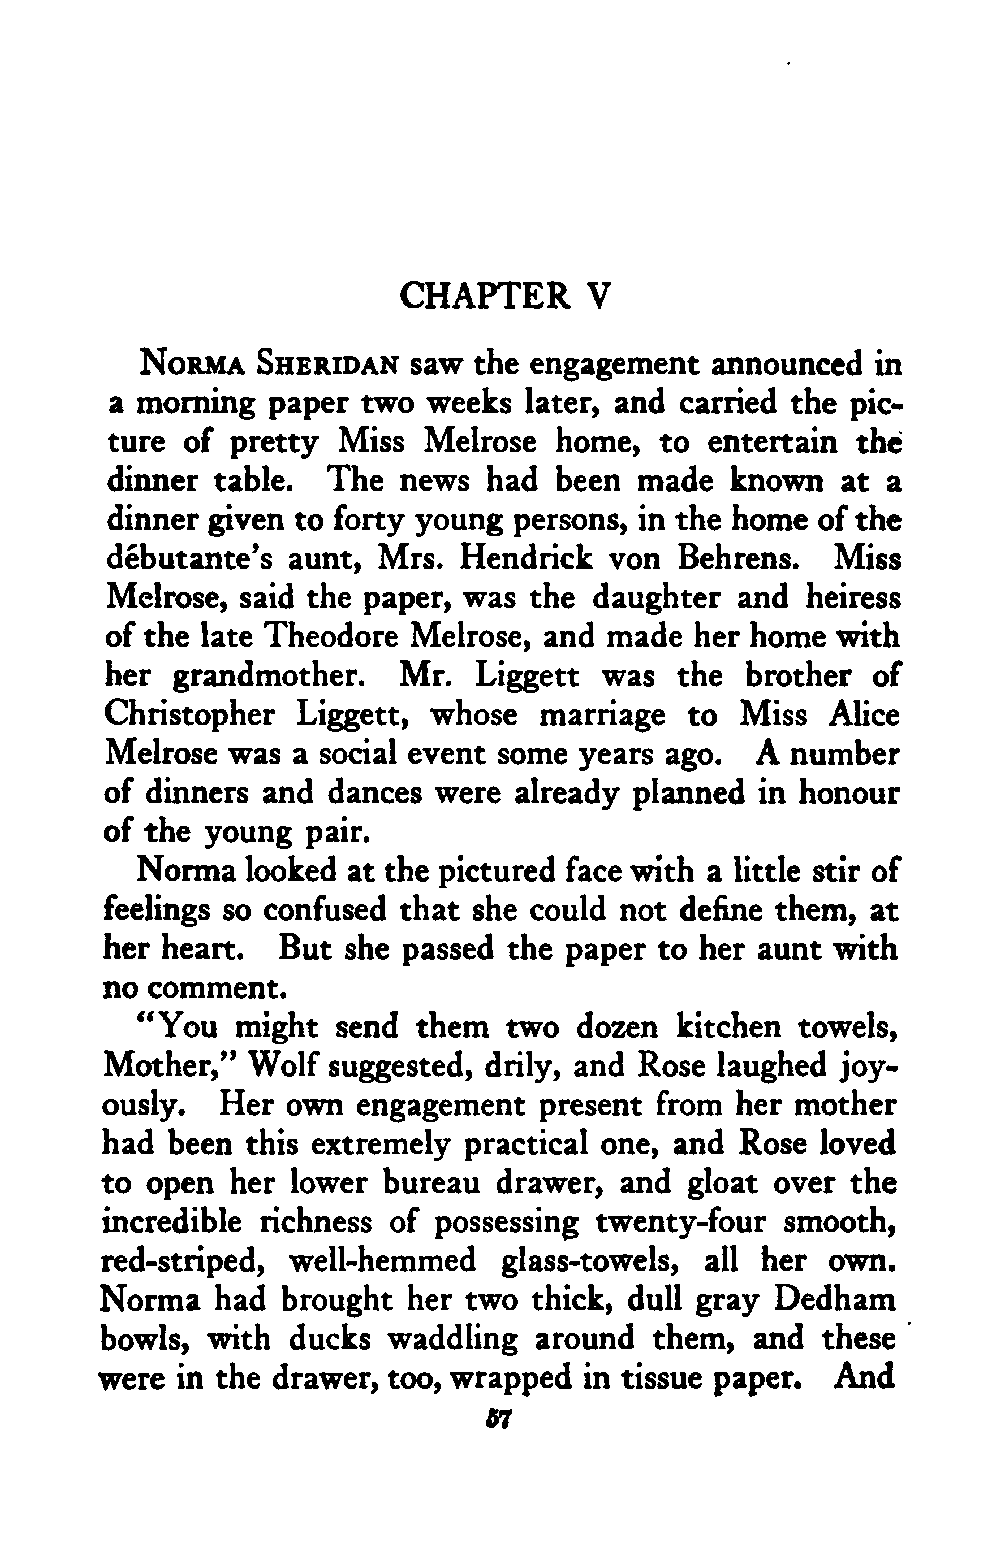 CHAPTER V
Norma Sheridan saw the engagement announced in
a morning paper two weeks later, and carried the pic-
ture of pretty Miss Melrose home, to entertain the
dinner table. The news had been made known at a
dinner given to forty young persons, in the home of the
débutante's aunt, Mrs. Hendrick von Behrens. Miss
Melrose, said the paper, was the daughter and heiress
of the late Theodore Melrose, and made her home with
her grandmother. Mr. Liggett was the brother of
Christopher Liggett, whose marriage to Miss Alice
Melrose was a social event some years ago. A number
of dinners and dances were already planned in honour
of the young pair.
Norma looked at the pictured face with a little stir of
feelings so confused that she could not define them, at
her heart. But she passed the paper to her aunt with
no comment.
"You might send them two dozen kitchen towels,
Mother," Wolf suggested, drily, and Rose laughed joy-
ously. Her own engagement present from her mother
had been this extremely practical one, and Rose loved
to open her lower bureau drawer, and gloat over the
incredible richness of possessing twenty-four smooth,
red-striped, well-hemmed glass-towels, all her own.
Norma had brought her two thick, dull gray Dedham
bowls, with ducks waddling around them, and these
were in the drawer, too, wrapped in tissue paper. And
57